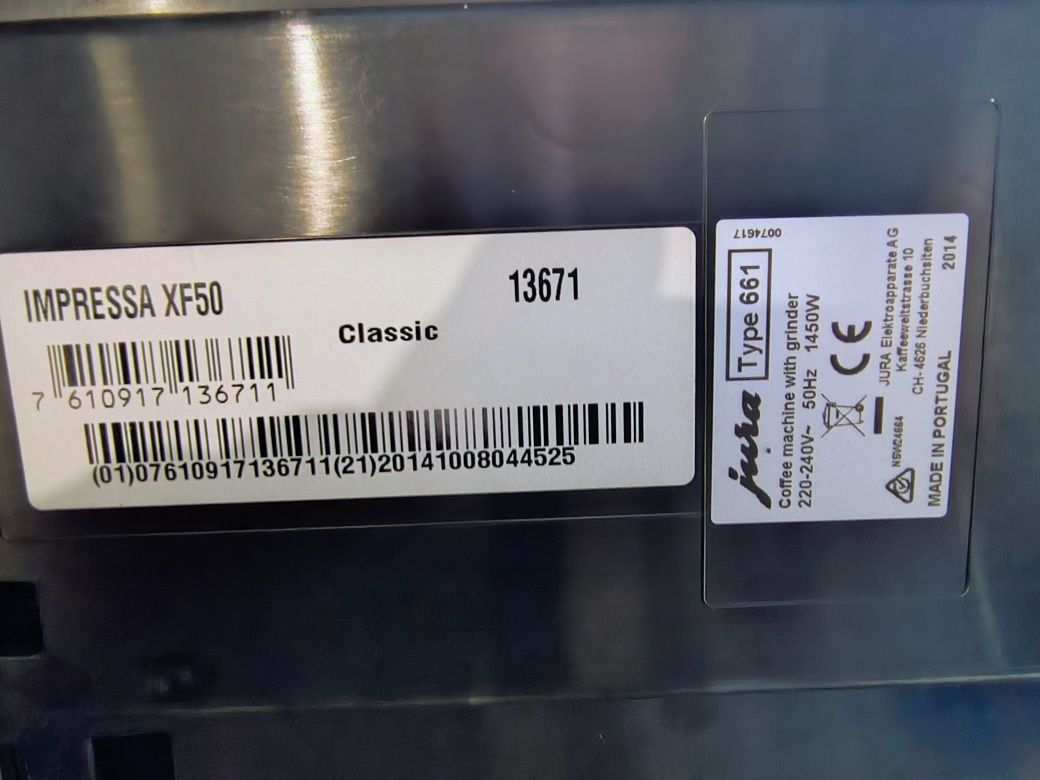 IMPRESSA XF50
13671
Classic
7 610917 136711
(01)07610917136711(21)20141008044525
0074617
jura
Type 661
Coffee machine with grinder
220-240V~ 50Hz 1450W
CE
JURA Elektroapparate AG
Kaffeeweltstrasse 10
CH-4626 Niederbuchsiten
NSW24664
MADE IN PORTUGAL
2014